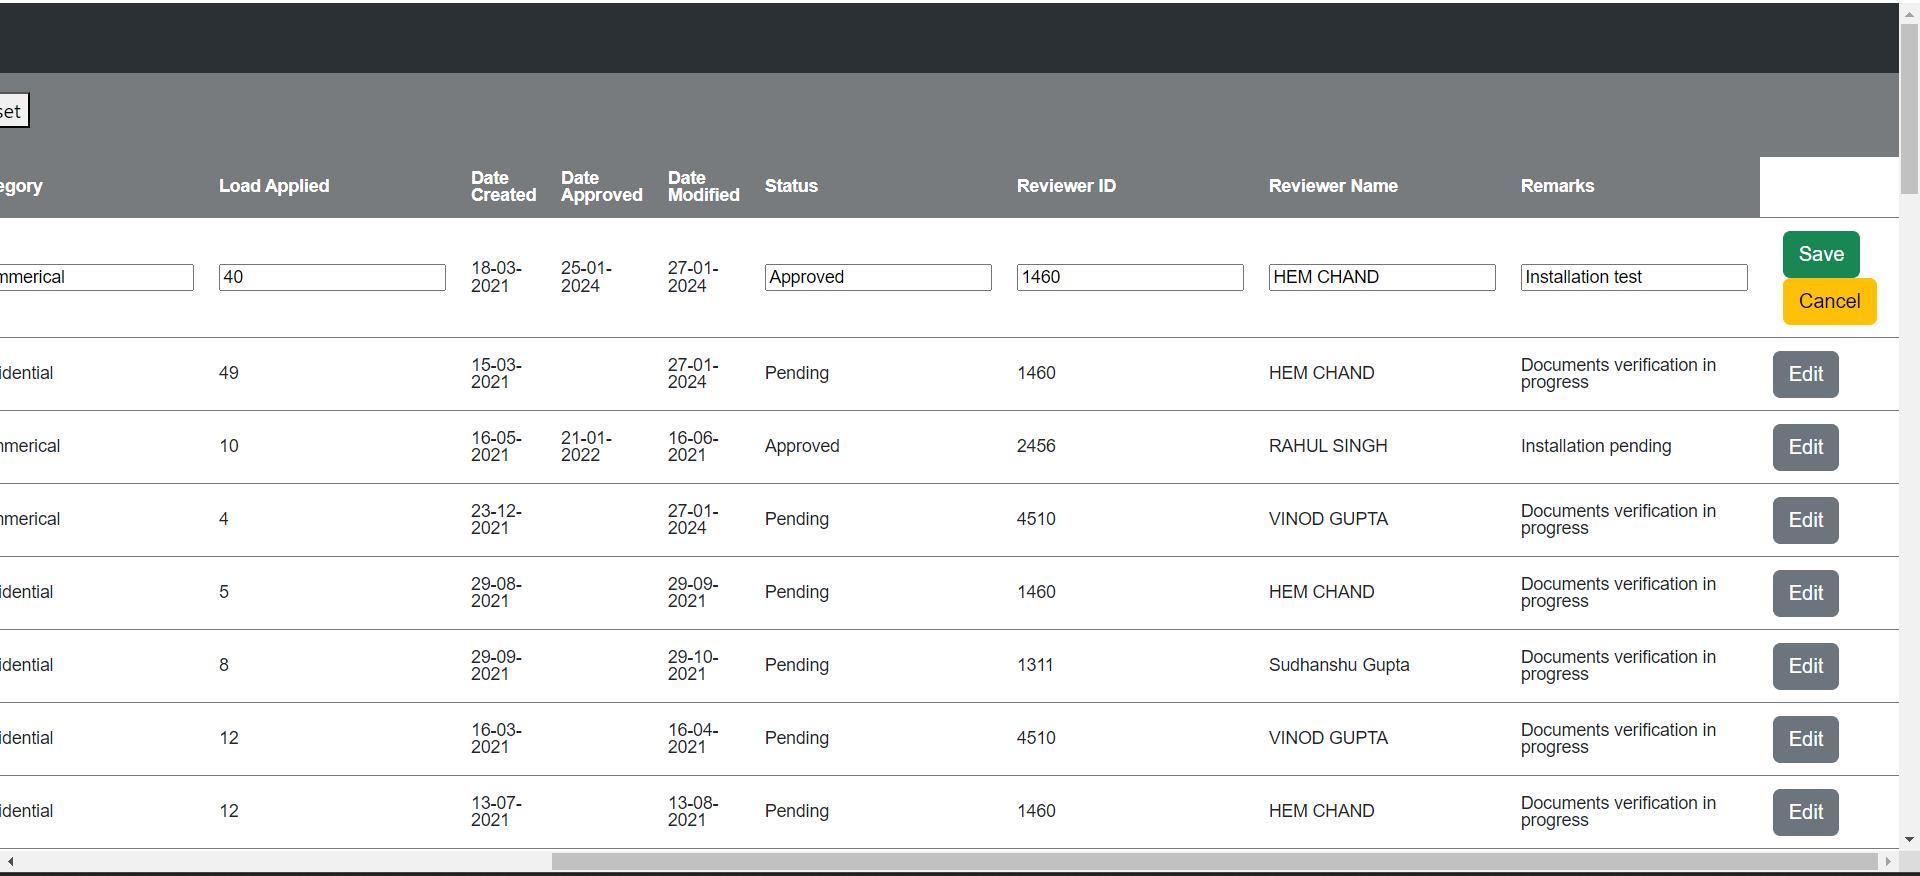 set
egory
Load Applied
Date Created
Date Approved
Date Modified
Status
Reviewer ID
Reviewer Name
Remarks
mmerical
40
18-03-2021
25-01-2024
27-01-2024
Approved
1460
HEM CHAND
Installation test
Save
Cancel
idential
49
15-03-2021
27-01-2024
Pending
1460
HEM CHAND
Documents verification in
progress
Edit
nmerical
10
16-05-2021
21-01-2022
16-06-2021
Approved
2456
RAHUL SINGH
Installation pending
Edit
nmerical
4
23-12-2021
27-01-2024
Pending
4510
VINOD GUPTA
Documents verification in
progress
Edit
idential
5
29-08-2021
29-09-2021
Pending
1460
HEM CHAND
Documents verification in
progress
Edit
idential
8
29-09-2021
29-10-2021
Pending
1311
Sudhanshu Gupta
Documents verification in
progress
Edit
idential
12
16-03-2021
16-04-2021
Pending
4510
VINOD GUPTA
Documents verification in
progress
Edit
idential
12
13-07-2021
13-08-2021
Pending
1460
HEM CHAND
Documents verification in
progress
Edit